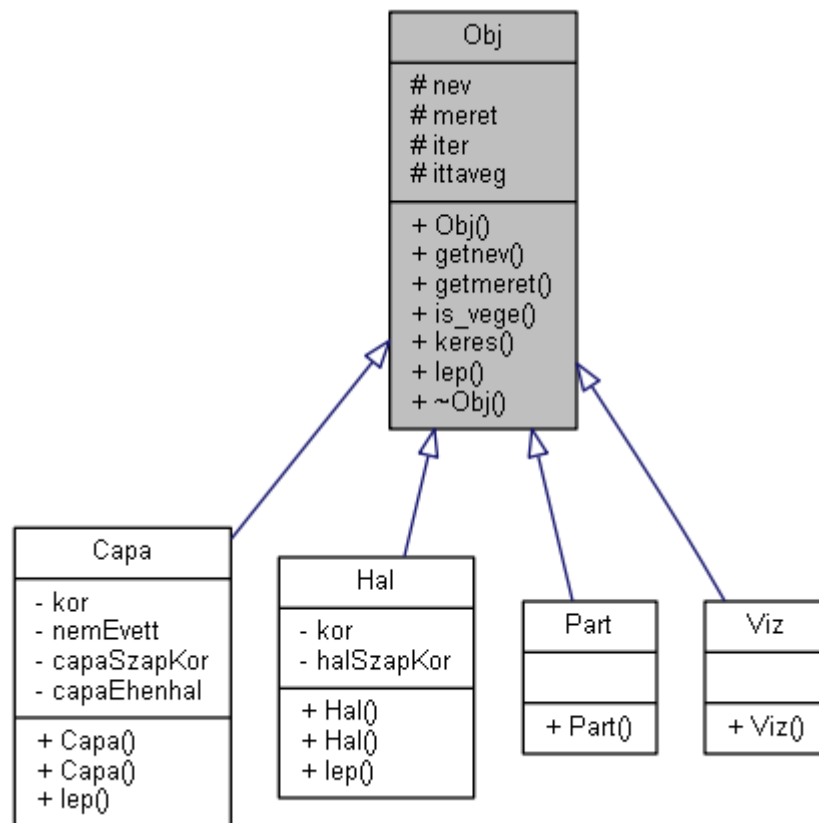 Obj
# nev
# meret
# iter
# ittaveg
+ Obj()
+ getnev()
+ getmeret()
+ is_vege()
+ keres()
+ lep()
+ ~Obj()
Capa
- kor
- nemEvett
- capaSzapKor
- capaEhenhal
+ Capa()
+ Capa()
+ lep()
Hal
- kor
- halSzapKor
+ Hal()
+ Hal()
+ lep()
Part
+ Part()
Viz
+ Viz()